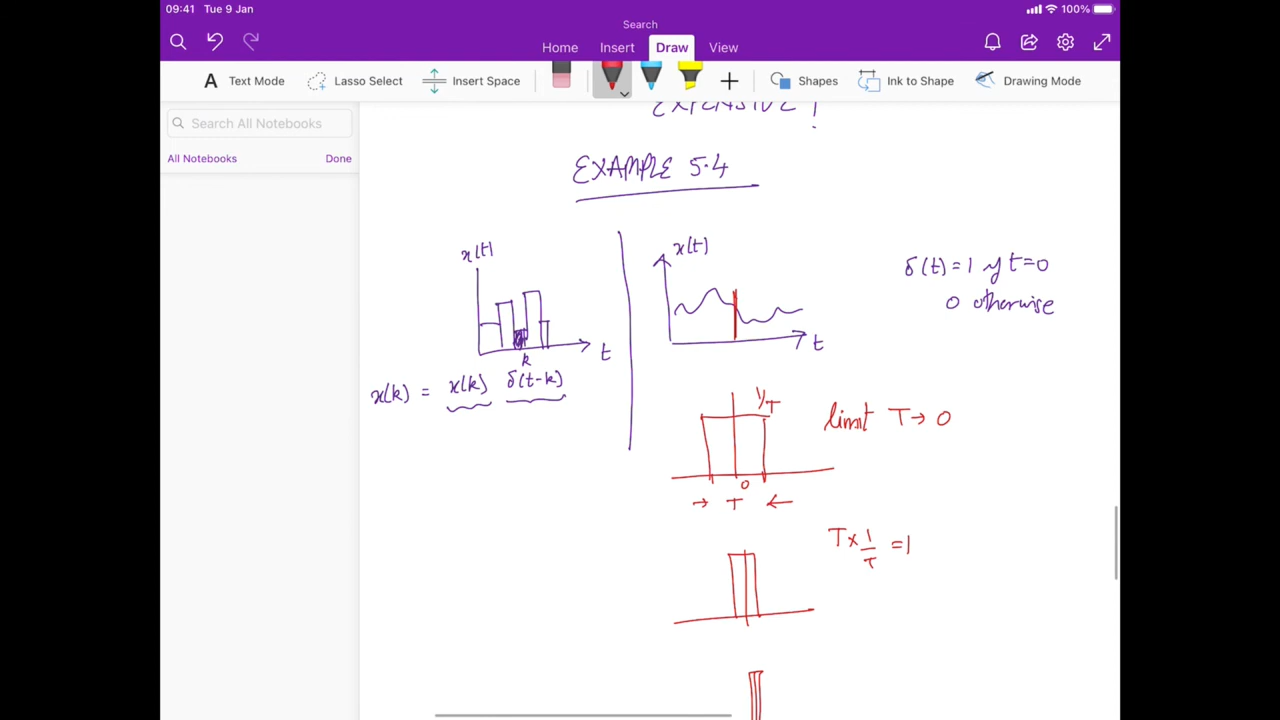 09:41 Tue 9 Jan
100%
Search
Home Insert Draw View
Text Mode Lasso Select Insert Space Shapes Ink to Shape Drawing Mode
Search All Notebooks
All Notebooks Done
EXPENSIVE !
EXAMPLE 5.4
x(t)
t
k
x(k) = x(k) δ(t-k)
x(t)
t
δ(t) = 1 if t=0
0 otherwise
1/T
0
→ T ←
limit T → 0
T × 1/T = 1